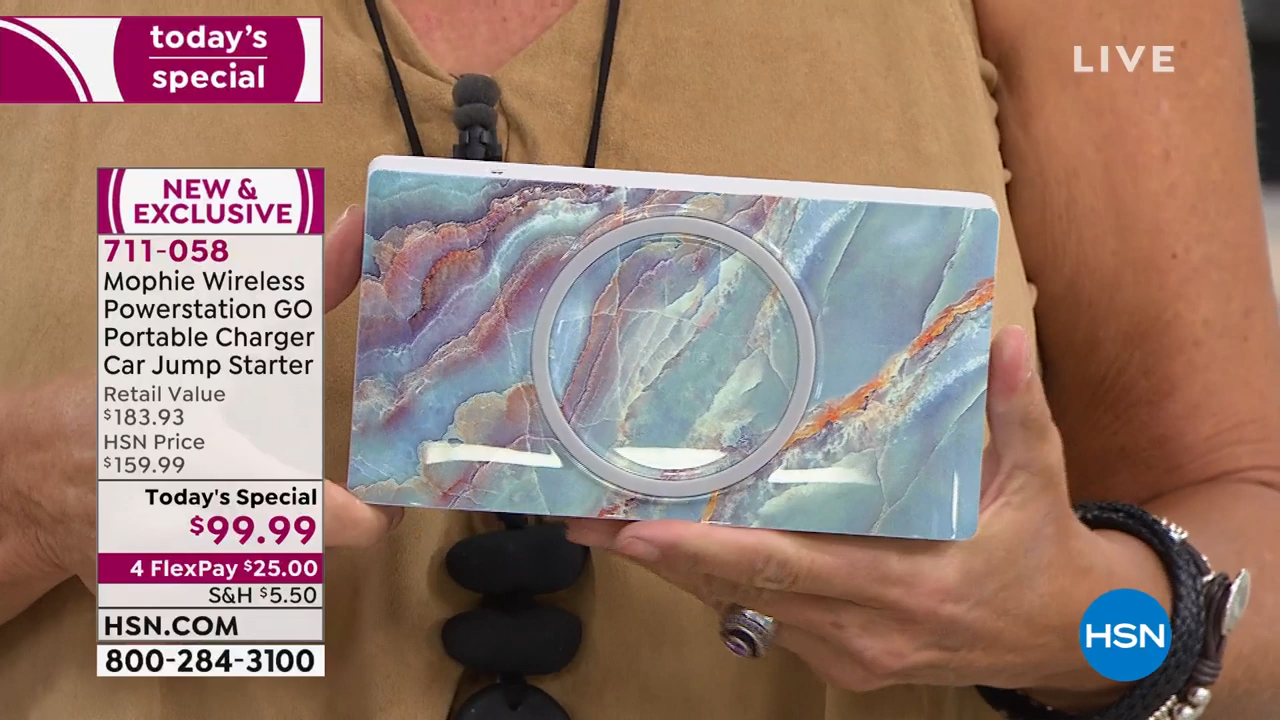 today's
special
LIVE
NEW &
EXCLUSIVE
711-058
Mophie Wireless
Powerstation GO
Portable Charger
Car Jump Starter
Retail Value
$183.93
HSN Price
$159.99
Today's Special
$99.99
4 FlexPay $25.00
S&H $5.50
HSN.COM
800-284-3100
HSN